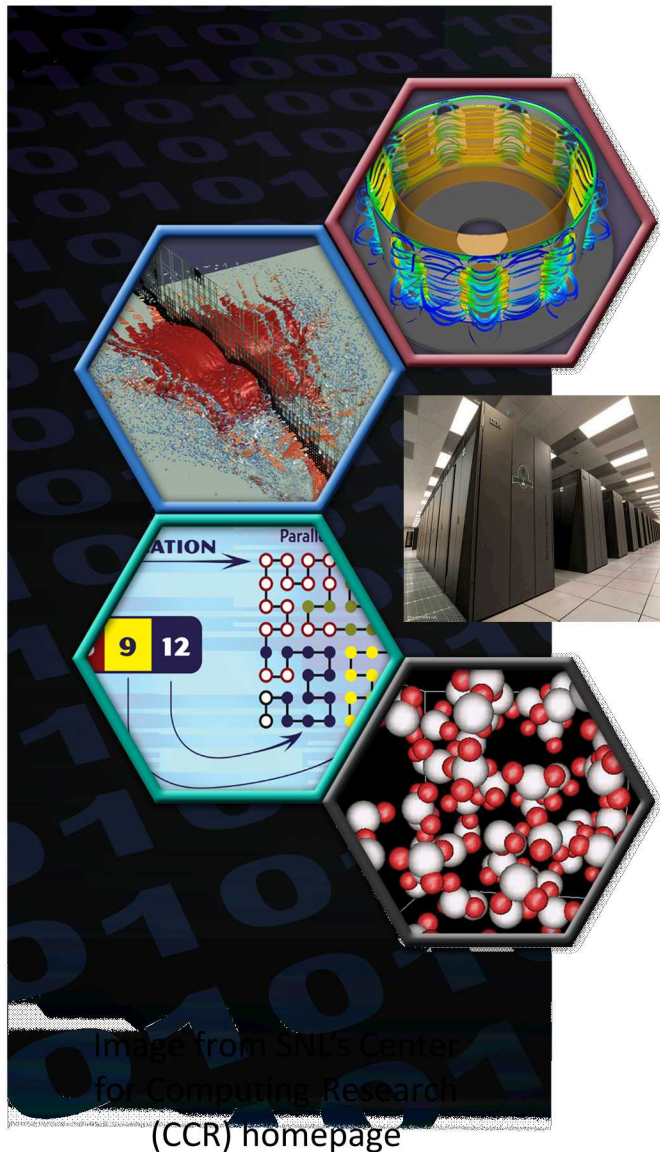 ATION
Paralle
9
12
Image from SNL's Center
for Computing Research
(CCR) homepage